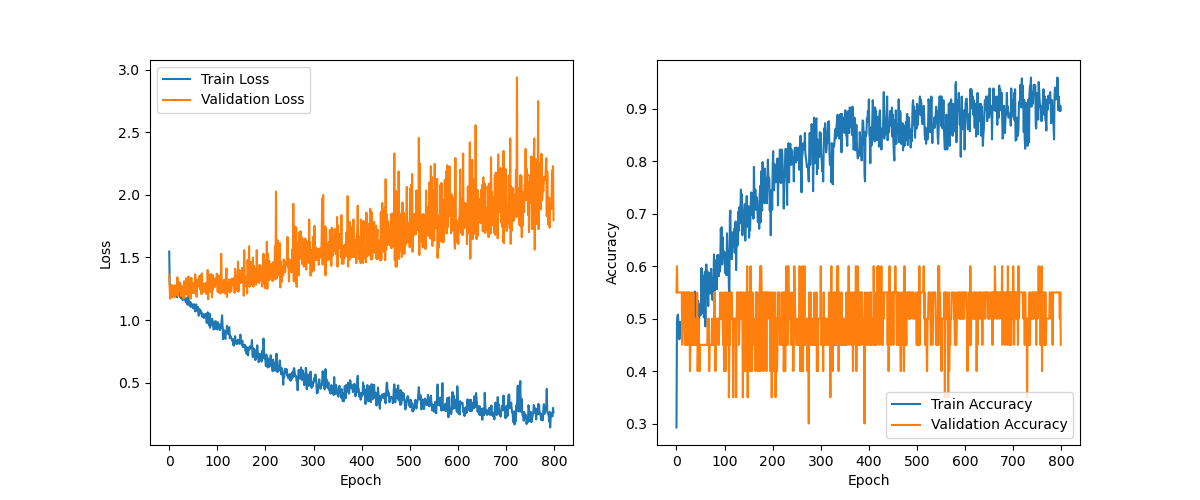 3.0
2.5
2.0
1.5
1.0
0.5
Loss
Train Loss
Validation Loss
0 100 200 300 400 500 600 700 800
Epoch
0.9
0.8
0.7
0.6
0.5
0.4
0.3
Accuracy
Train Accuracy
Validation Accuracy
0 100 200 300 400 500 600 700 800
Epoch